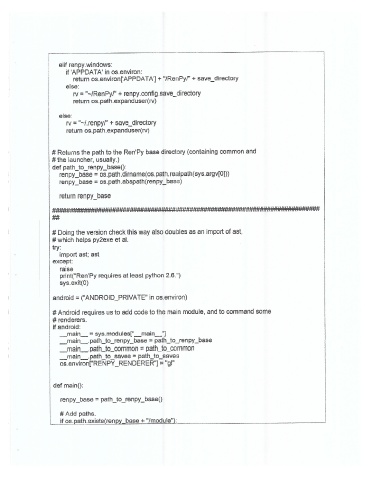 elif renpy.windows:
if 'APPDATA' in os.environ:
return os.environ['APPDATA'] + "/RenPy/" + save_directory
else:
rv = "~/RenPy/" + renpy.config.save_directory
return os.path.expanduser(rv)
else:
rv = "~/.renpy/" + save_directory
return os.path.expanduser(rv)
# Returns the path to the Ren'Py base directory (containing common and
# the launcher, usually.)
def path_to_renpy_base():
renpy_base = os.path.dirname(os.path.realpath(sys.argv[0]))
renpy_base = os.path.abspath(renpy_base)
return renpy_base
##############################################################################
##
# Doing the version check this way also doubles as an import of ast,
# which helps py2exe et al.
try:
import ast; ast
except:
raise
print("Ren'Py requires at least python 2.6.")
sys.exit(0)
android = ("ANDROID_PRIVATE" in os.environ)
# Android requires us to add code to the main module, and to command some
# renderers.
if android:
__main__ = sys.modules["__main__"]
__main__.path_to_renpy_base = path_to_renpy_base
__main__.path_to_common = path_to_common
__main__.path_to_saves = path_to_saves
os.environ["RENPY_RENDERER"] = "gl"
def main():
renpy_base = path_to_renpy_base()
# Add paths.
if os.path.exists(renpy_base + "/module"):